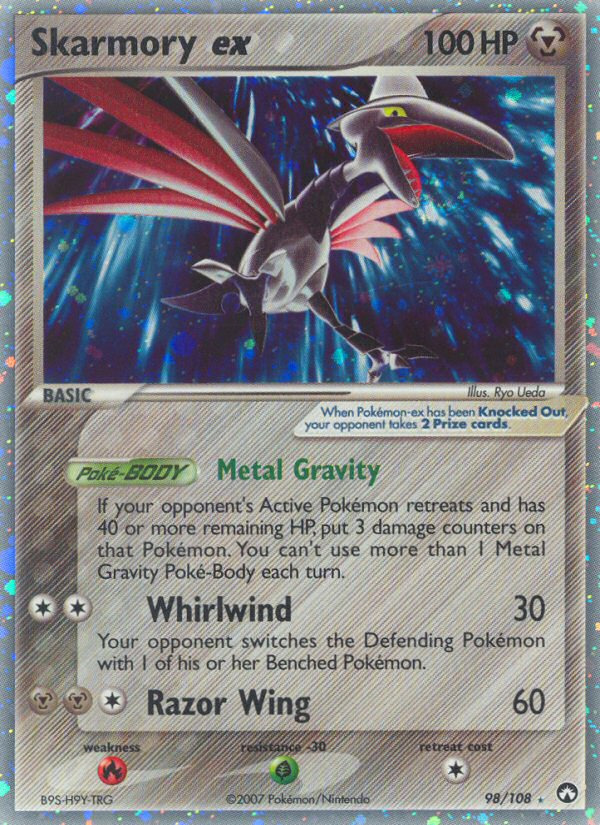 Skarmory ex 100 HP
BASIC
Illus. Ryo Ueda
When Pokémon-ex has been Knocked Out,
your opponent takes 2 Prize cards.
Poké-BODY Metal Gravity
If your opponent's Active Pokémon retreats and has
40 or more remaining HP, put 3 damage counters on
that Pokémon. You can't use more than 1 Metal
Gravity Poké-Body each turn.
Whirlwind 30
Your opponent switches the Defending Pokémon
with 1 of his or her Benched Pokémon.
Razor Wing 60
weakness resistance -30 retreat cost
B9S-H9Y-TRG ©2007 Pokémon/Nintendo 98/108 ★